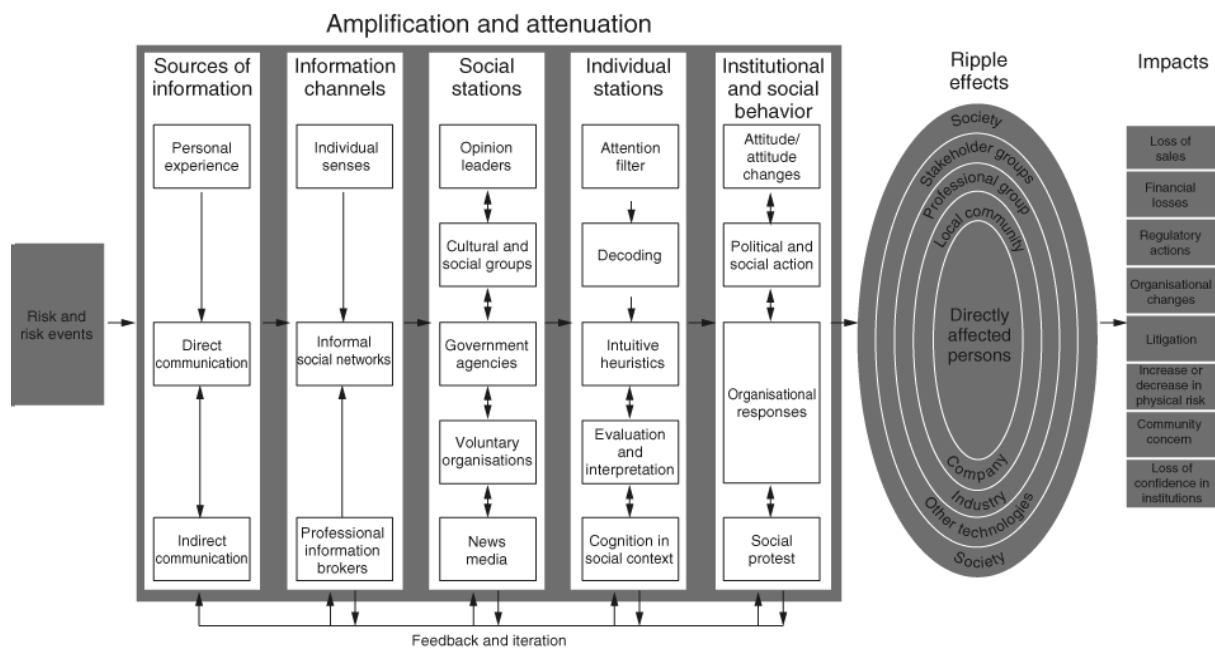 Amplification and attenuation
Risk and
risk events
Sources of
information
Personal
experience
Direct
communication
Indirect
communication
Information
channels
Individual
senses
Informal
social networks
Professional
information
brokers
Social
stations
Opinion
leaders
Cultural and
social groups
Government
agencies
Voluntary
organisations
News
media
Individual
stations
Attention
filter
Decoding
Intuitive
heuristics
Evaluation and
interpretation
Cognition in
social context
Institutional
and social
behavior
Attitude/
attitude
changes
Political and
social action
Organisational
responses
Social
protest
Feedback and iteration
Ripple
effects
Society
Stakeholder groups
Professional group
Local community
Directly
affected
persons
Company
Industry
Other technologies
Society
Impacts
Loss of
sales
Financial
losses
Regulatory
actions
Organisational
changes
Litigation
Increase or
decrease in
physical risk
Community
concern
Loss of
confidence in
institutions